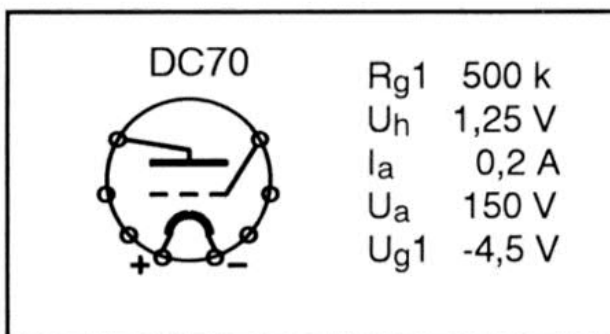 DC70
Rg1 500 k
Uh 1,25 V
Ia 0,2 A
Ua 150 V
Ug1 -4,5 V
+ -